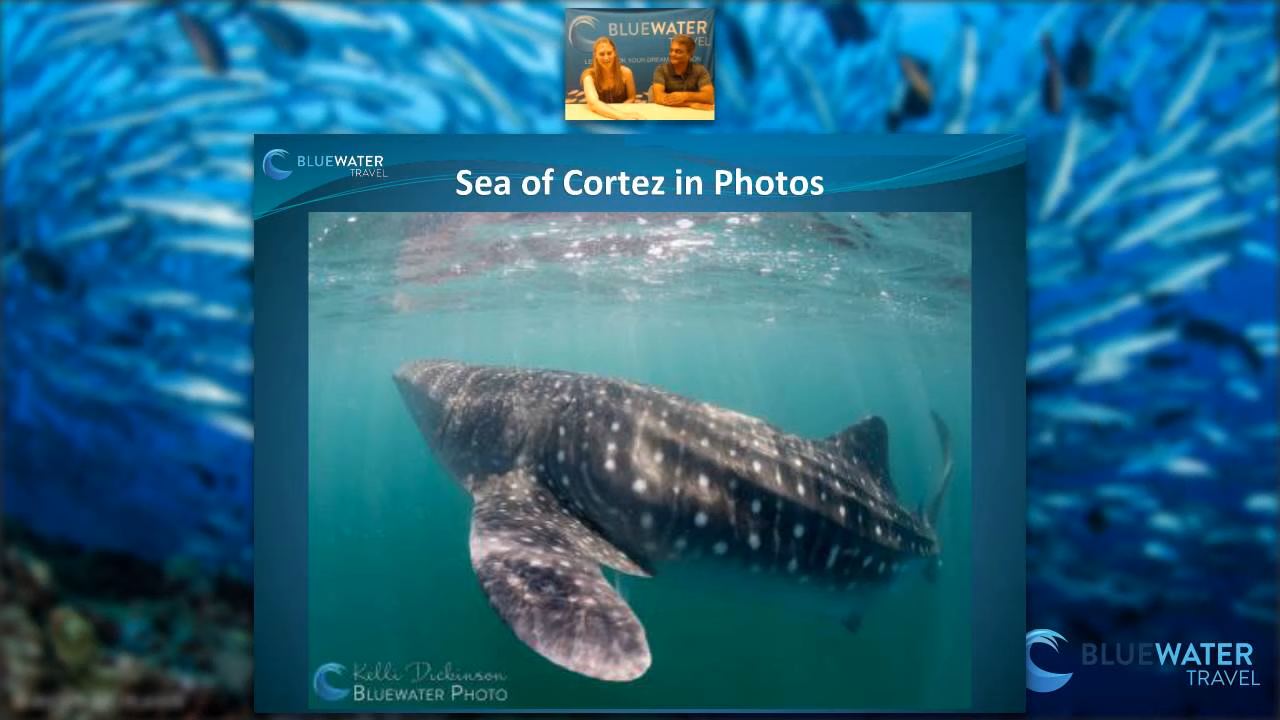 BLUEWATER
TRAVEL
BLUEWATER
TRAVEL
Sea of Cortez in Photos
Kelli Dickinson
BLUEWATER PHOTO
BLUEWATER
TRAVEL